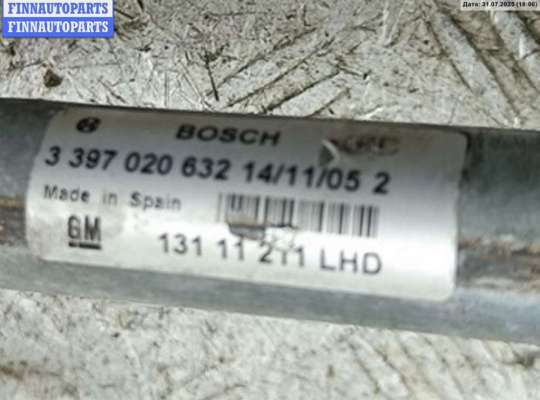 FINNAUTOPARTS
FINNAUTOPARTS
Дата: 31.07.2025 (18:00)
BOSCH
3 397 020 632 14/11/05 2
Made in Spain
GM
131 11 211 LHD